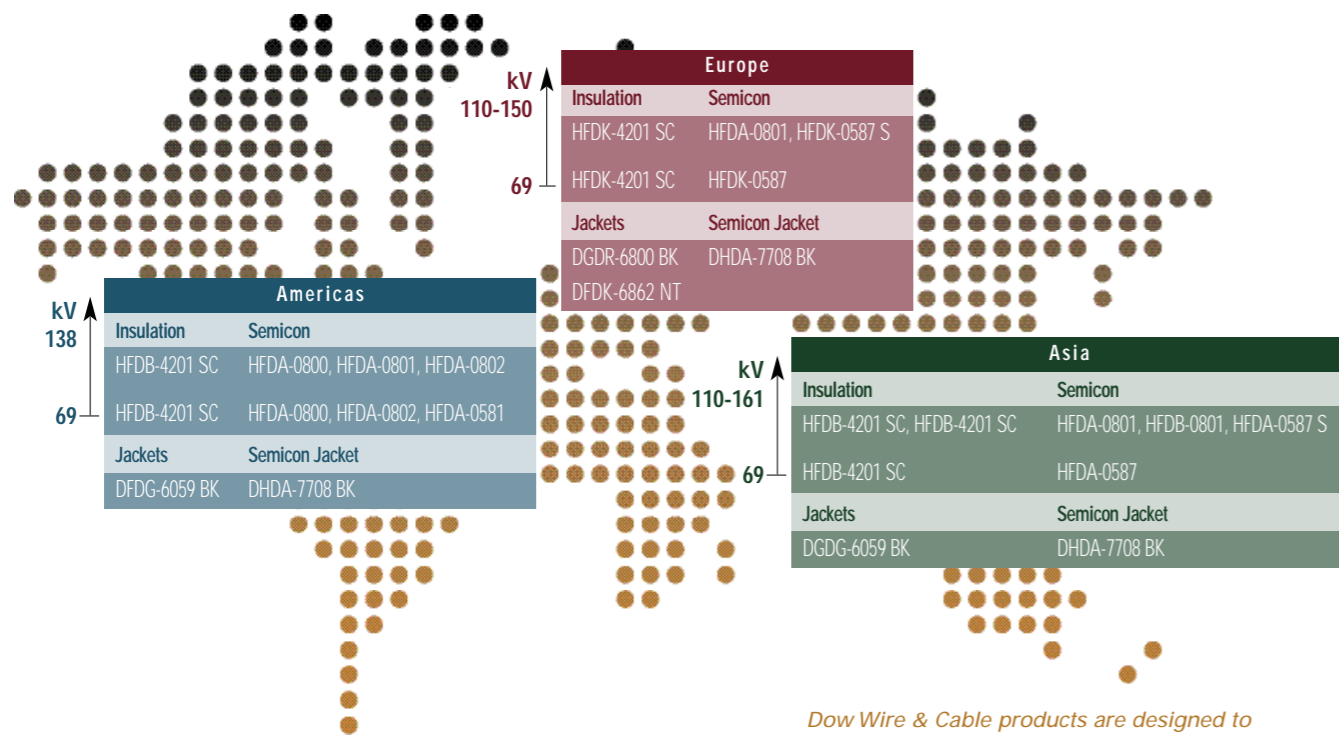 Europe
kV
110-150
69
Insulation Semicon
HFDK-4201 SC HFDA-0801, HFDK-0587 S
HFDK-4201 SC HFDK-0587
Jackets Semicon Jacket
DGDR-6800 BK DHDA-7708 BK
DFDK-6862 NT
Americas
kV
138
69
Insulation Semicon
HFDB-4201 SC HFDA-0800, HFDA-0801, HFDA-0802
HFDB-4201 SC HFDA-0800, HFDA-0802, HFDA-0581
Jackets Semicon Jacket
DFDG-6059 BK DHDA-7708 BK
Asia
kV
110-161
69
Insulation Semicon
HFDB-4201 SC, HFDB-4201 SC HFDA-0801, HFDB-0801, HFDA-0587 S
HFDB-4201 SC HFDA-0587
Jackets Semicon Jacket
DGDG-6059 BK DHDA-7708 BK
Dow Wire & Cable products are designed to